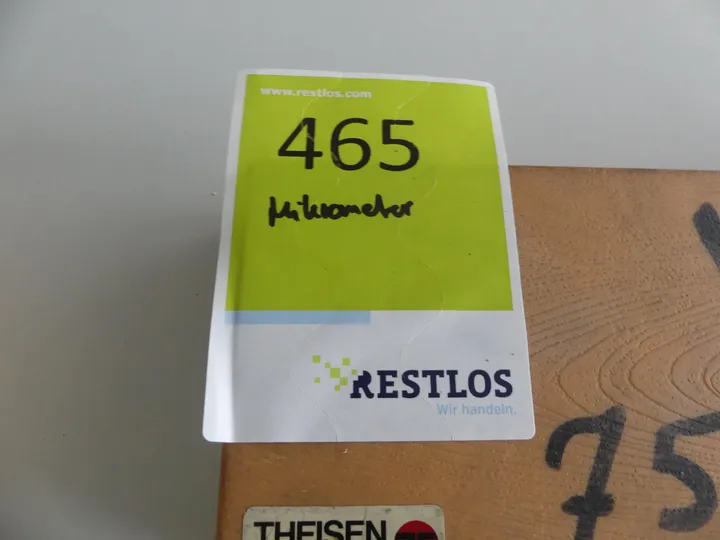 www.restlos.com
465
Mikrometer
RESTLOS
Wir handeln.
75
THEISEN